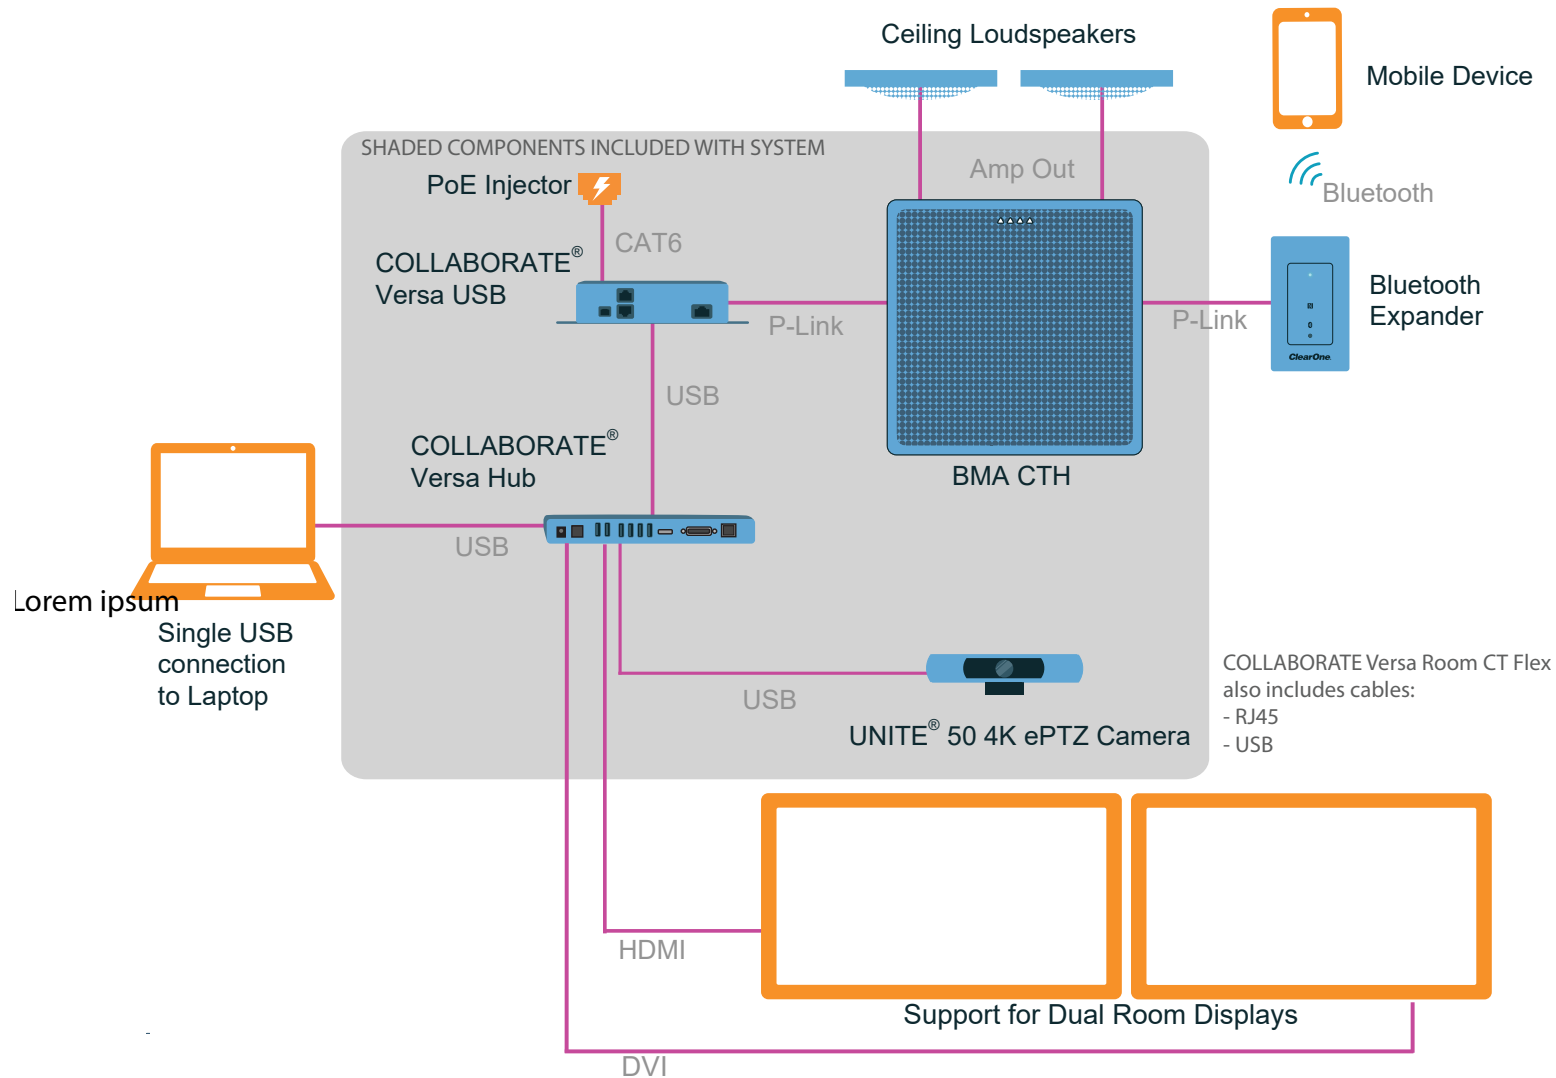 Ceiling Loudspeakers
Mobile Device
SHADED COMPONENTS INCLUDED WITH SYSTEM
PoE Injector
Amp Out
Bluetooth
CAT6
COLLABORATE®
Versa USB
P-Link
P-Link
Bluetooth
Expander
ClearOne.
USB
COLLABORATE®
Versa Hub
BMA CTH
USB
Lorem ipsum
Single USB
connection
to Laptop
USB
UNITE® 50 4K ePTZ Camera
COLLABORATE Versa Room CT Flex
also includes cables:
- RJ45
- USB
HDMI
Support for Dual Room Displays
-
DVI